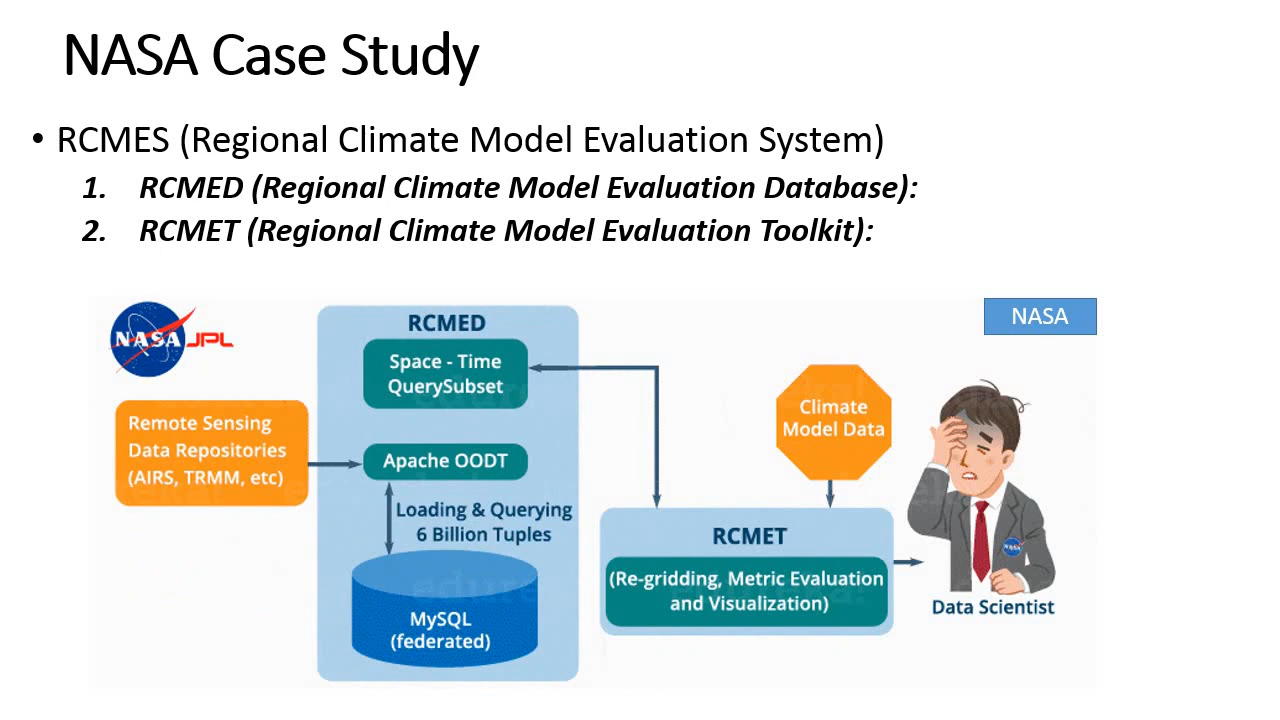 NASA Case Study
• RCMES (Regional Climate Model Evaluation System)
1. RCMED (Regional Climate Model Evaluation Database):
2. RCMET (Regional Climate Model Evaluation Toolkit):
NASA JPL
RCMED
Space - Time
QuerySubset
Remote Sensing
Data Repositories
(AIRS, TRMM, etc)
Apache OODT
Loading & Querying
6 Billion Tuples
MySQL
(federated)
NASA
Climate
Model Data
RCMET
(Re-gridding, Metric Evaluation
and Visualization)
NASA
Data Scientist